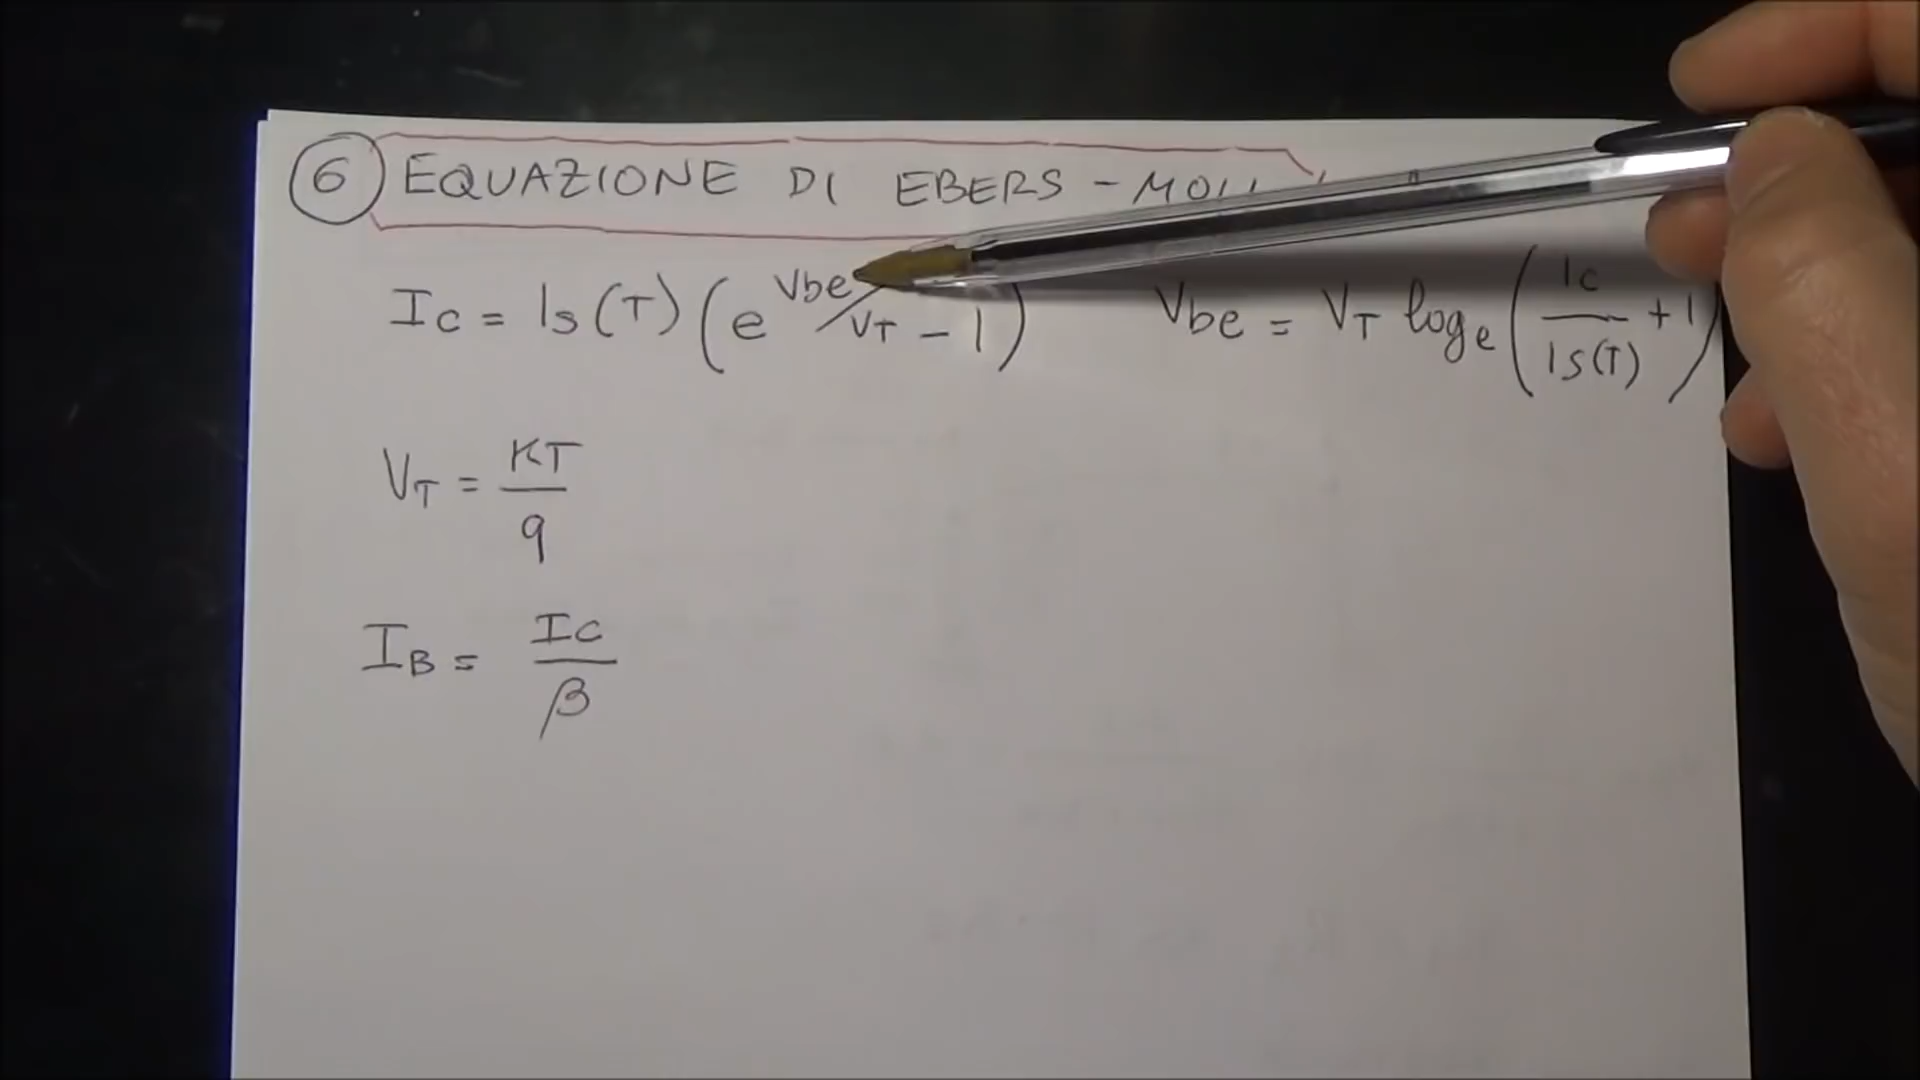 6 EQUAZIONE DI EBERS -
Ic = Is(T) (e^Vbe/VT - 1) Vbe = VT loge (Ic/Is(T) + 1)
VT = KT/q
IB = Ic/β